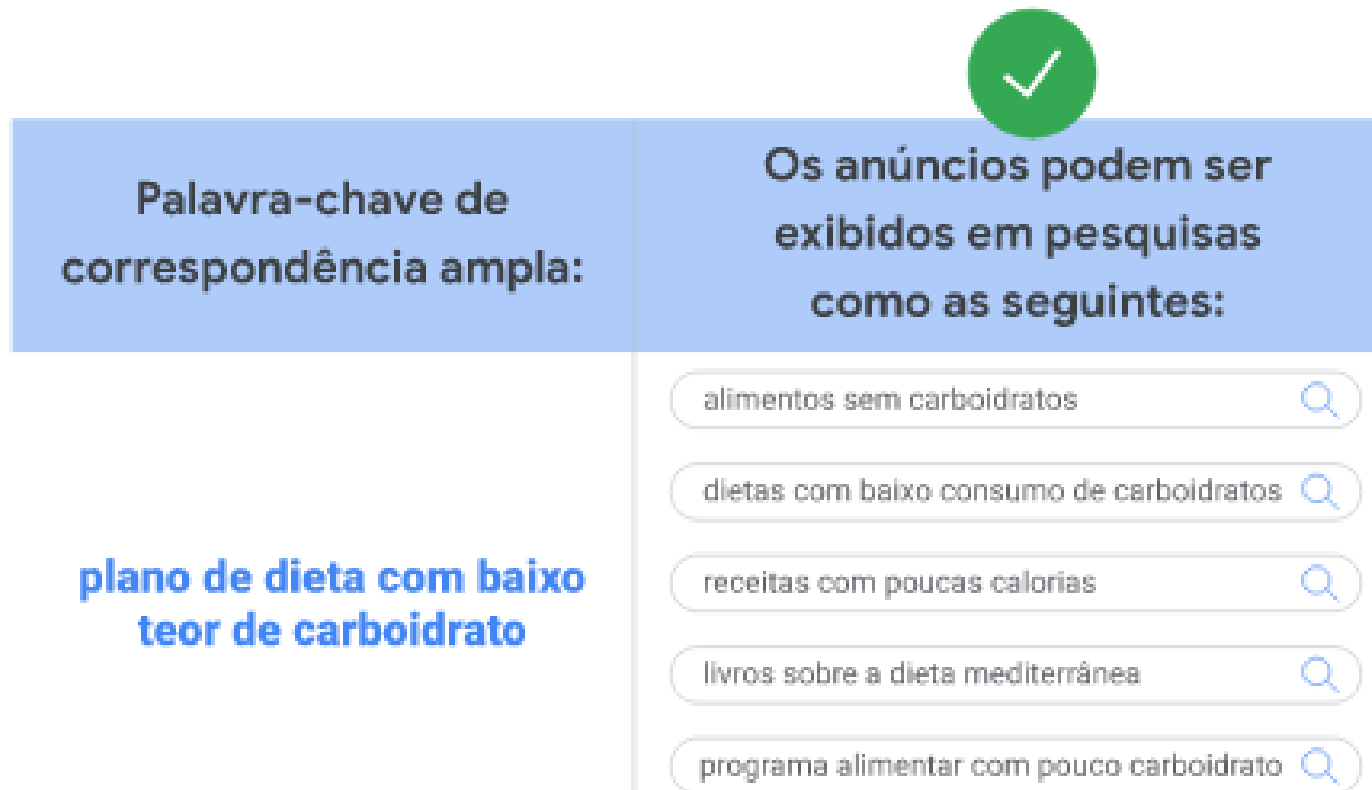 Palavra-chave de
correspondência ampla:
Os anúncios podem ser
exibidos em pesquisas
como as seguintes:
plano de dieta com baixo
teor de carboidrato
alimentos sem carboidratos
dietas com baixo consumo de carboidratos
receitas com poucas calorias
livros sobre a dieta mediterrânea
programa alimentar com pouco carboidrato